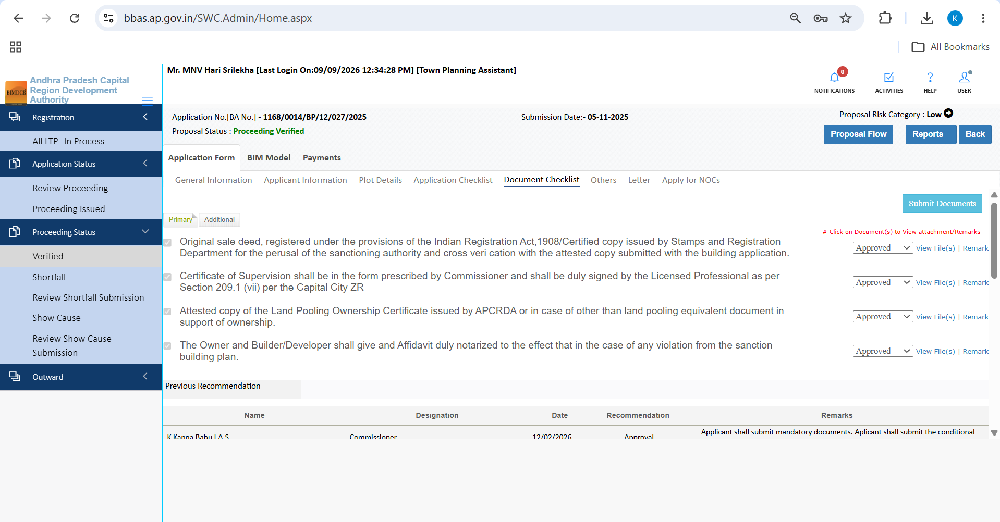 bbas.ap.gov.in/SWC.Admin/Home.aspx
K
All Bookmarks
BIMDCR
Andhra Pradesh Capital
Region Development
Authority
Mr. MNV Hari Srilekha [Last Login On:09/09/2026 12:34:28 PM] [Town Planning Assistant]
0
NOTIFICATIONS
ACTIVITIES
HELP
USER
Registration
All LTP- In Process
Application Status
Review Proceeding
Proceeding Issued
Proceeding Status
Verified
Shortfall
Review Shortfall Submission
Show Cause
Review Show Cause
Submission
Outward
Application No.[BA No.] - 1168/0014/BP/12/027/2025
Submission Date:- 05-11-2025
Proposal Risk Category : Low
Proposal Status : Proceeding Verified
Proposal Flow
Reports
Back
Application Form
BIM Model
Payments
General Information
Applicant Information
Plot Details
Application Checklist
Document Checklist
Others
Letter
Apply for NOCs
Submit Documents
Primary
Additional
# Click on Document(s) to View attachment/Remarks
Original sale deed, registered under the provisions of the Indian Registration Act,1908/Certified copy issued by Stamps and Registration
Department for the perusal of the sanctioning authority and cross veri cation with the attested copy submitted with the building application.
Approved View File(s) | Remark
Certificate of Supervision shall be in the form prescribed by Commissioner and shall be duly signed by the Licensed Professional as per
Section 209.1 (vii) per the Capital City ZR
Approved View File(s) | Remark
Attested copy of the Land Pooling Ownership Certificate issued by APCRDA or in case of other than land pooling equivalent document in
support of ownership.
Approved View File(s) | Remark
The Owner and Builder/Developer shall give and Affidavit duly notarized to the effect that in the case of any violation from the sanction
building plan.
Approved View File(s) | Remark
Previous Recommendation
Name Designation Date Recommendation Remarks
K Kanna Babu I.A.S Commissioner 12/02/2026 Approval Applicant shall submit mandatory documents. Aplicant shall submit the conditional